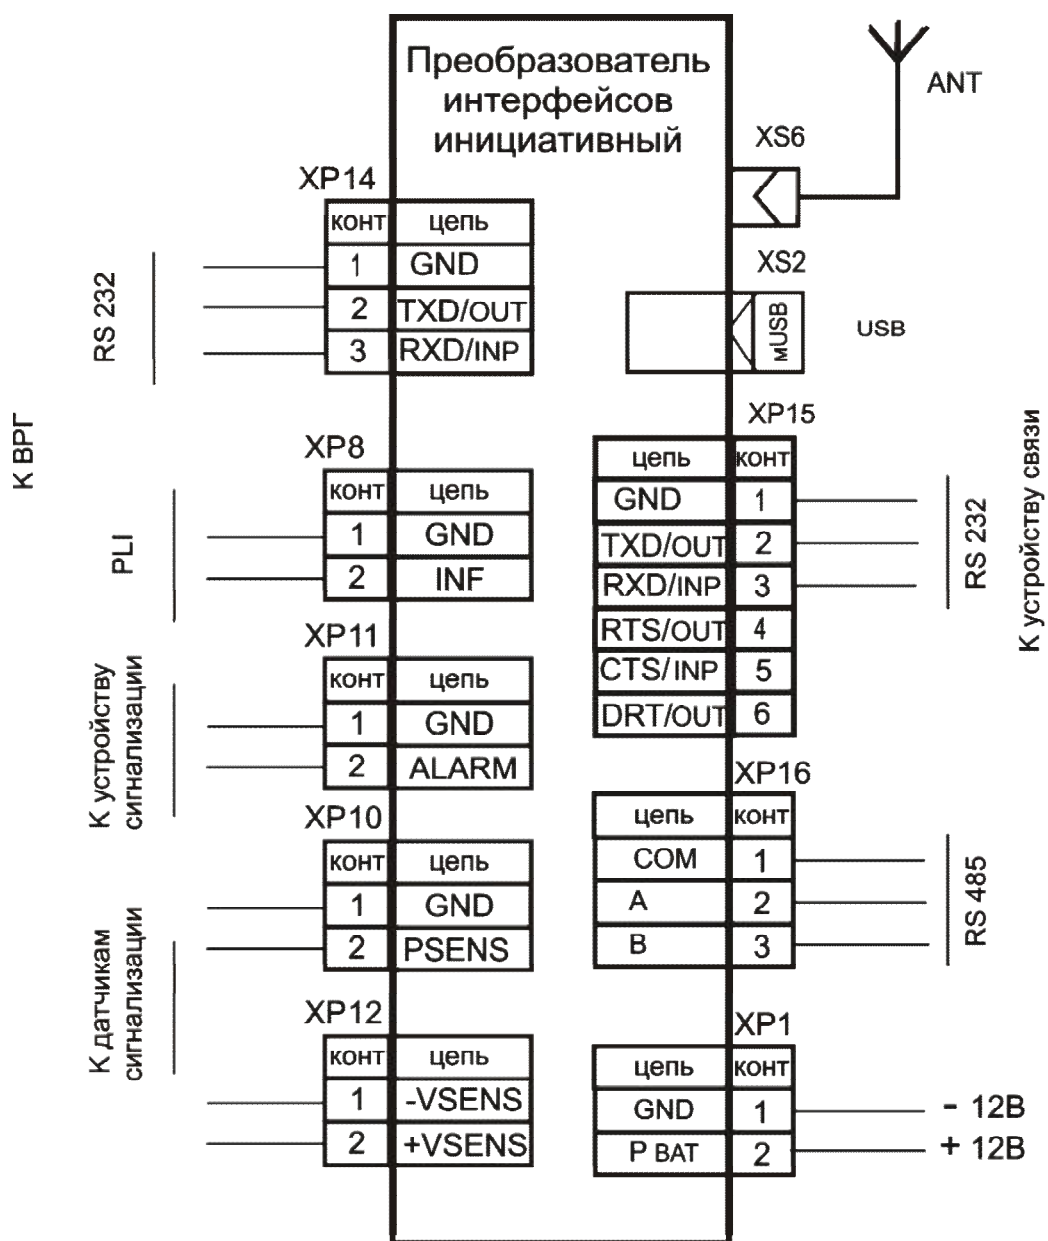 Преобразователь
интерфейсов
инициативный
ANT
XS6
XP14
конт цепь
1 GND
2 TXD/OUT
3 RXD/INP
RS 232
XS2
мUSB
USB
К ВРГ
XP8
конт цепь
1 GND
2 INF
PLI
XP15
цепь конт
GND 1
TXD/OUT 2
RXD/INP 3
RTS/OUT 4
CTS/INP 5
DRT/OUT 6
RS 232
К устройству связи
XP11
конт цепь
1 GND
2 ALARM
К устройству
сигнализации
XP10
конт цепь
1 GND
2 PSENS
XP16
цепь конт
COM 1
A 2
B 3
RS 485
К датчикам
сигнализации
XP12
конт цепь
1 -VSENS
2 +VSENS
XP1
цепь конт
GND 1
P BAT 2
- 12В
+ 12В